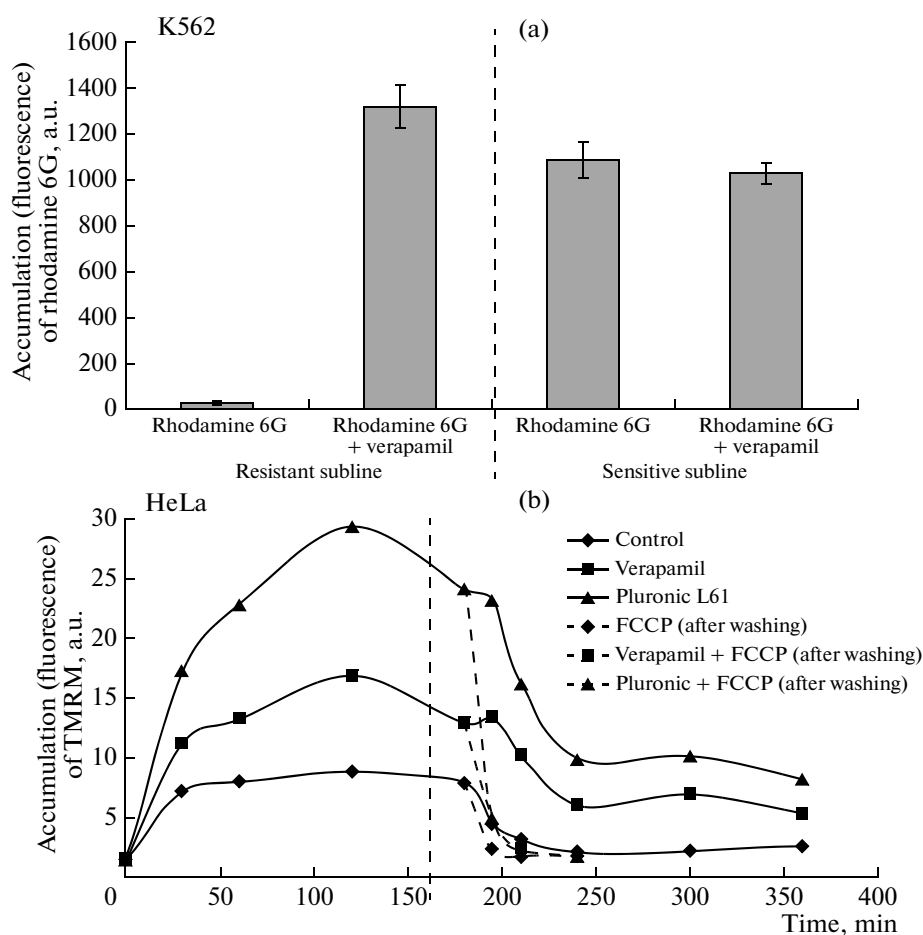 K562
(a)
Accumulation (fluorescence)
of rhodamine 6G, a.u.
1600
1400
1200
1000
800
600
400
200
0
Rhodamine 6G
Rhodamine 6G
+ verapamil
Rhodamine 6G
Rhodamine 6G
+ verapamil
Resistant subline
Sensitive subline
HeLa
(b)
Accumulation (fluorescence)
of TMRM, a.u.
30
25
20
15
10
5
Control
Verapamil
Pluronic L61
FCCP (after washing)
Verapamil + FCCP (after washing)
Pluronic + FCCP (after washing)
0
50
100
150
200
250
300
350
400
Time, min